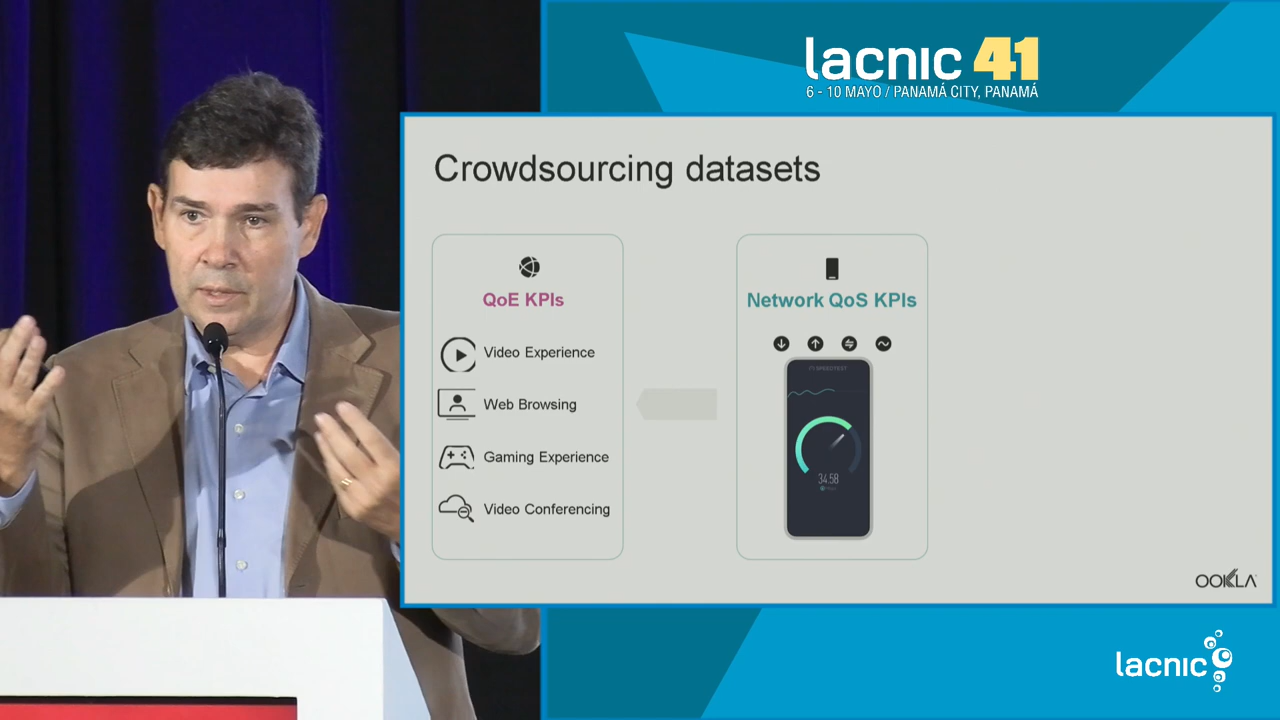 lacnic 41
6 - 10 MAYO / PANAMÁ CITY, PANAMÁ
Crowdsourcing datasets
QoE KPIs
Video Experience
Web Browsing
Gaming Experience
Video Conferencing
Network QoS KPIs
SPEEDTEST
34.58
OOKLA
lacnic